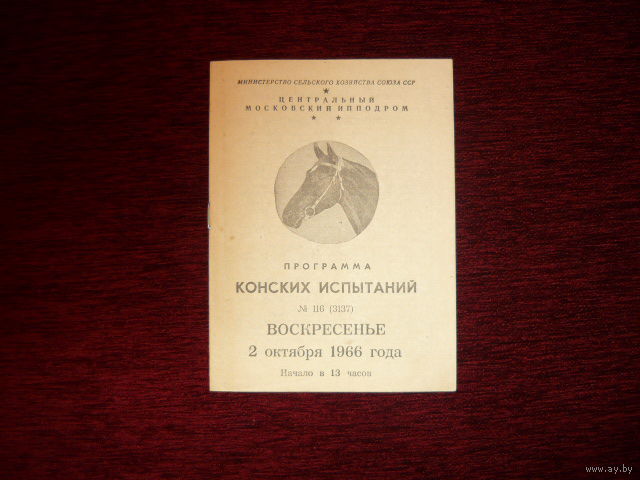 МИНИСТЕРСТВО СЕЛЬСКОГО ХОЗЯЙСТВА СОЮЗА ССР
ЦЕНТРАЛЬНЫЙ
МОСКОВСКИЙ ИППОДРОМ
ПРОГРАММА
КОНСКИХ ИСПЫТАНИЙ
№ 116 (3137)
ВОСКРЕСЕНЬЕ
2 октября 1966 года
Начало в 13 часов
www.ay.by